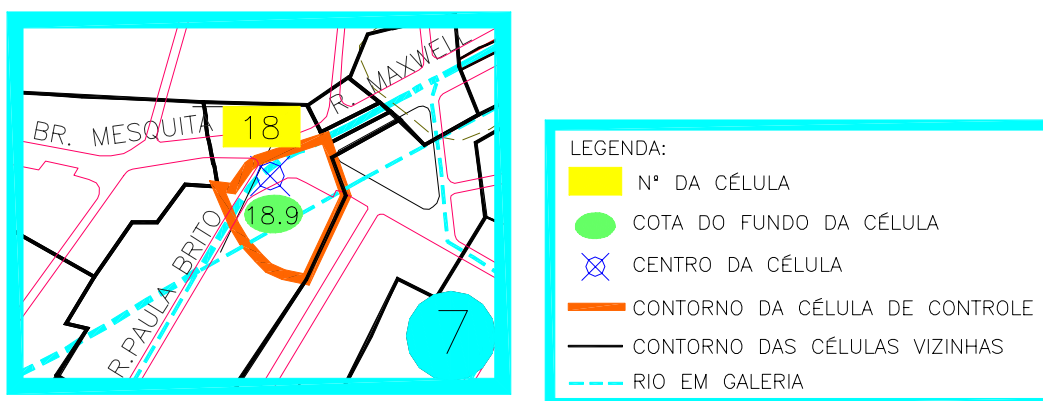 R. MAXWELL
BR. MESQUITA
18
18.9
R.PAULA BRITO
7
LEGENDA:
Nº DA CÉLULA
COTA DO FUNDO DA CÉLULA
CENTRO DA CÉLULA
CONTORNO DA CÉLULA DE CONTROLE
CONTORNO DAS CÉLULAS VIZINHAS
RIO EM GALERIA